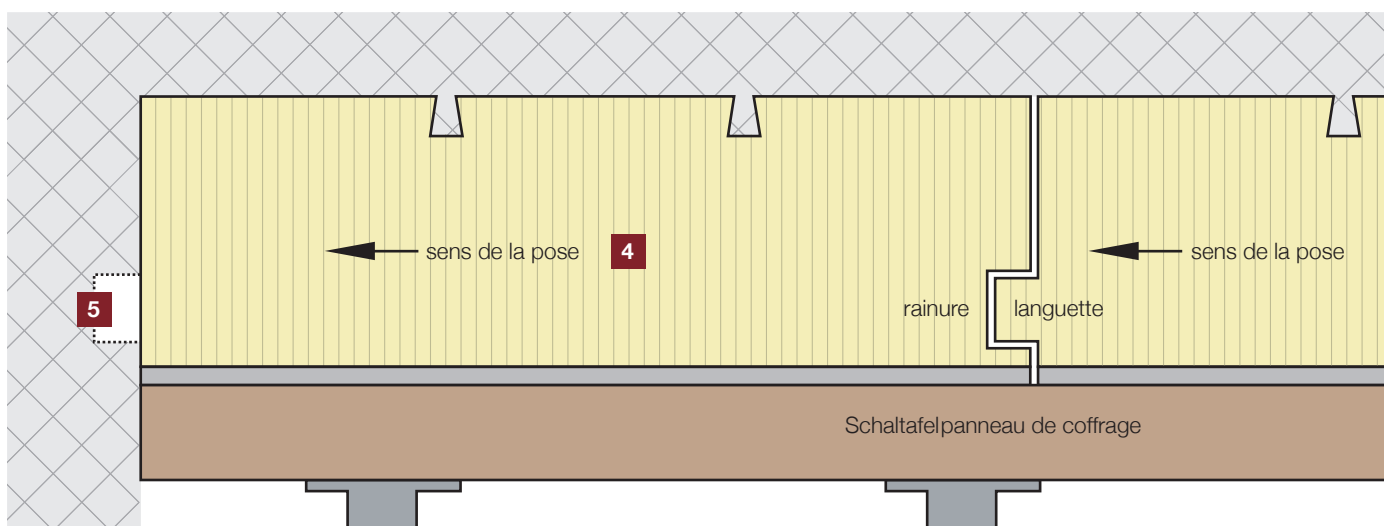 sens de la pose
4
sens de la pose
5
rainure
languette
Schaltafelpanneau de coffrage